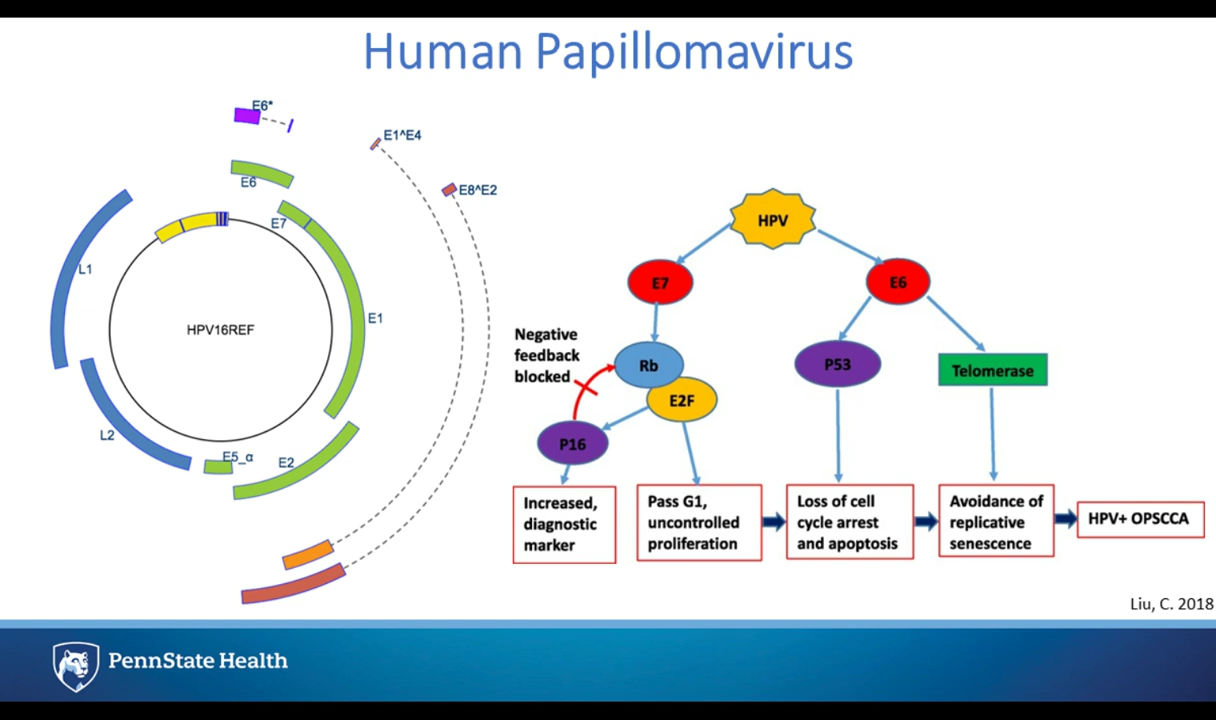 Human Papillomavirus
E6*
E1^E4
E6
E8^E2
E7
L1
HPV16REF
E1
L2
E5_α
E2
HPV
E7
E6
Negative
feedback
blocked
Rb
P53
Telomerase
E2F
P16
Increased,
diagnostic
marker
Pass G1,
uncontrolled
proliferation
Loss of cell
cycle arrest
and apoptosis
Avoidance of
replicative
senescence
HPV+ OPSCCA
Liu, C. 2018
PennState Health